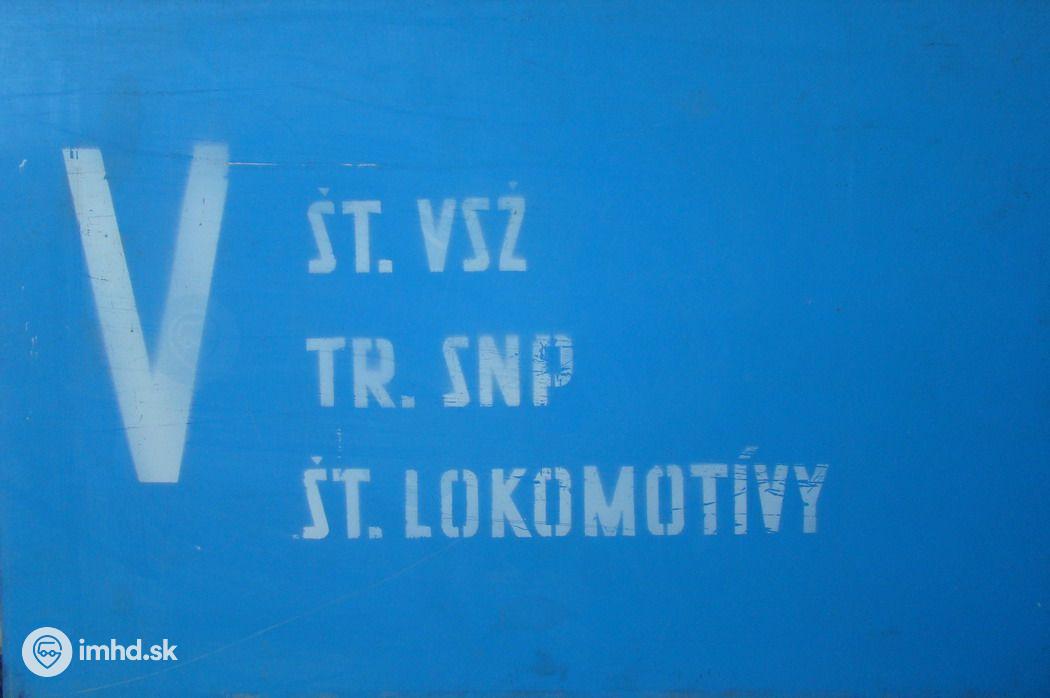 V
ŠT. VSŽ
TR. SNP
ŠT. LOKOMOTÍVY
imhd.sk